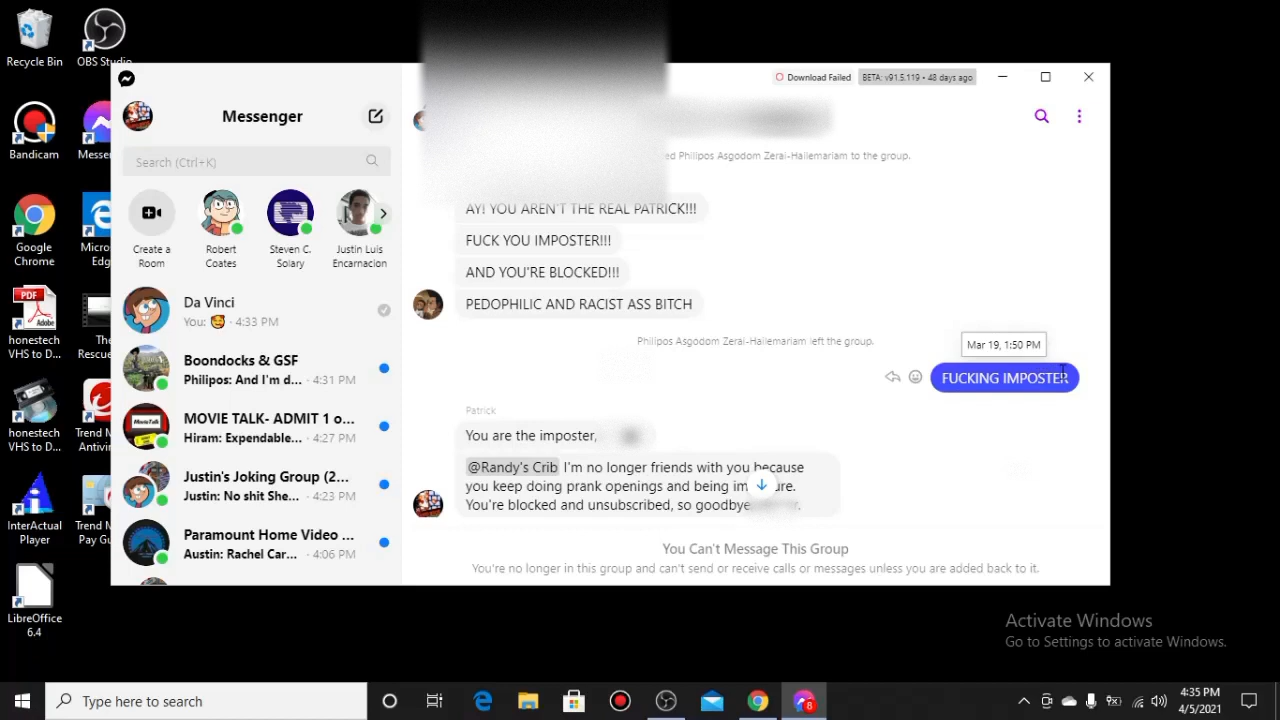 Recycle Bin
OBS Studio
Bandicam
Messen
Google
Chrome
Micros
Edg
PDF
Adobe
honestech
VHS to D...
The
Rescue
honestech
VHS to D...
Trend M
Antivir
InterActual
Player
Trend M
Pay Gu
LibreOffice
6.4
Messenger
Search (Ctrl+K)
Create a
Room
Robert
Coates
Steven C.
Solary
Justin Luis
Encarnacion
Da Vinci
You: 🥰 · 4:33 PM
Boondocks & GSF
Philipos: And I'm d... · 4:31 PM
MOVIE TALK- ADMIT 1 o...
Hiram: Expendable... · 4:27 PM
Justin's Joking Group (2...
Justin: No shit She... · 4:23 PM
Paramount Home Video ...
Austin: Rachel Car... · 4:06 PM
Download Failed
BETA: v91.5.119 • 48 days ago
ed Philipos Asgodom Zerai-Hailemariam to the group.
AY! YOU AREN'T THE REAL PATRICK!!!
FUCK YOU IMPOSTER!!!
AND YOU'RE BLOCKED!!!
PEDOPHILIC AND RACIST ASS BITCH
Philipos Asgodom Zerai-Hailemariam left the group.
Mar 19, 1:50 PM
FUCKING IMPOSTER
Patrick
You are the imposter,
@Randy's Crib I'm no longer friends with you because
you keep doing prank openings and being im ure.
You're blocked and unsubscribed, so goodbye
You Can't Message This Group
You're no longer in this group and can't send or receive calls or messages unless you are added back to it.
Activate Windows
Go to Settings to activate Windows.
Type here to search
8
4:35 PM
4/5/2021